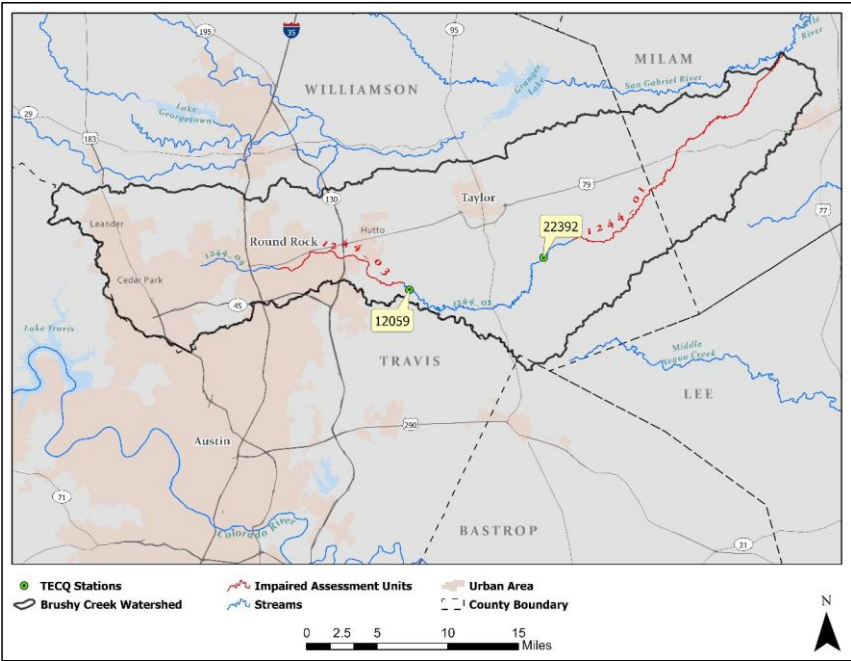 195
35
95
MILAM
Little
River
WILLIAMSON
San Gabriel River
Granger
Lake
Lake
Georgetown
29
183
130
79
1244_01
Taylor
77
Leander
Hutto
22392
Round Rock
1244_04
1244_03
Cedar Park
45
1244_02
12059
Lake Travis
Middle
Yegua Creek
TRAVIS
LEE
Austin
290
71
Colorado River
BASTROP
21
TECQ Stations
Impaired Assessment Units
Urban Area
Brushy Creek Watershed
Streams
County Boundary
N
0 2.5 5 10 15
Miles